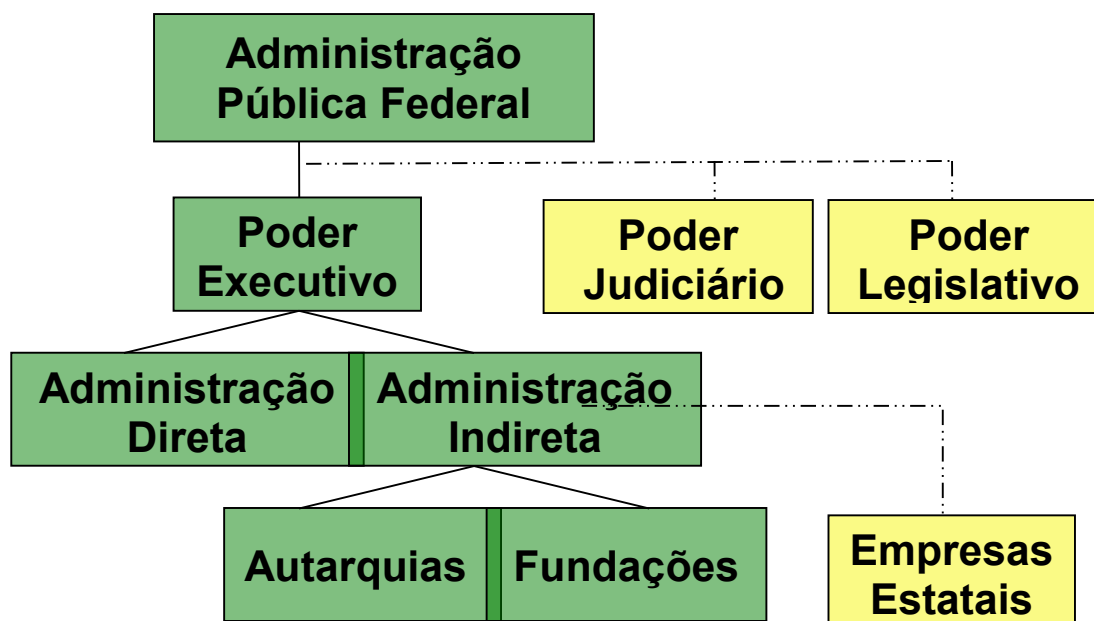 Administração
Pública Federal
Poder
Executivo
Poder
Judiciário
Poder
Legislativo
Administração
Direta
Administração
Indireta
Autarquias
Fundações
Empresas
Estatais